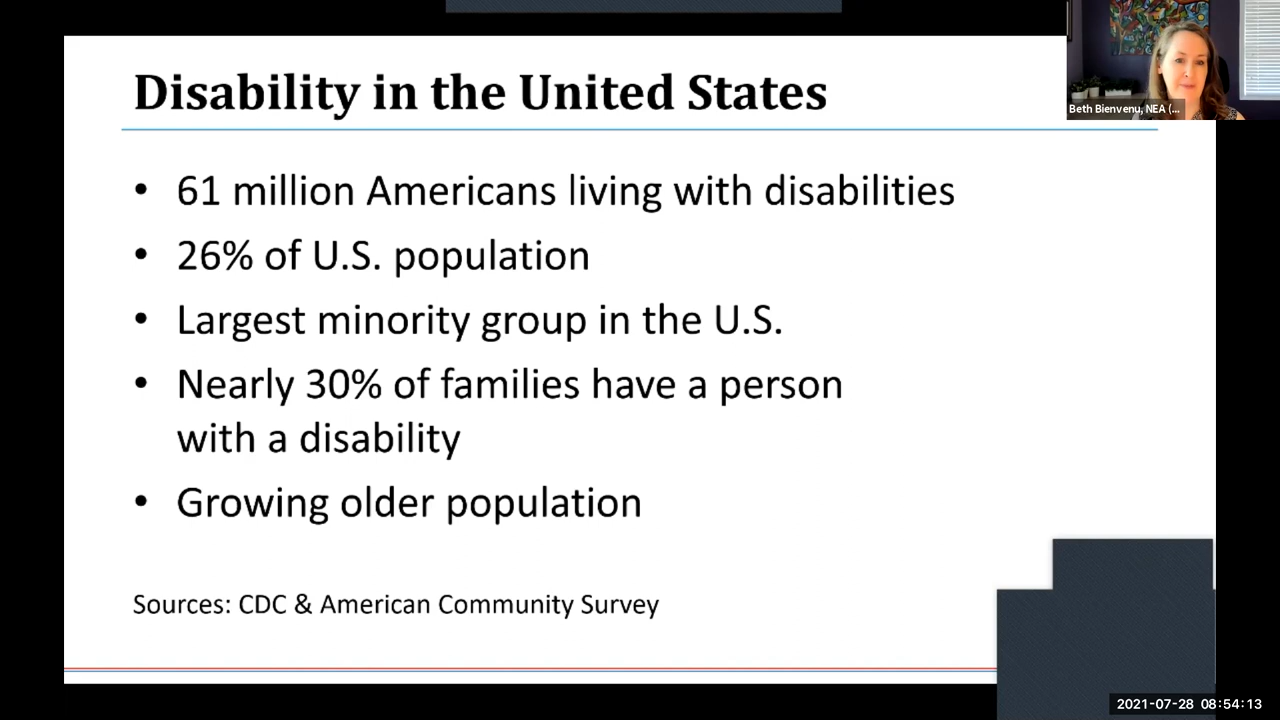 Disability in the United States
Beth Bienvenu, NEA (...
• 61 million Americans living with disabilities
• 26% of U.S. population
• Largest minority group in the U.S.
• Nearly 30% of families have a person
with a disability
• Growing older population
Sources: CDC & American Community Survey
2021-07-28 08:54:13